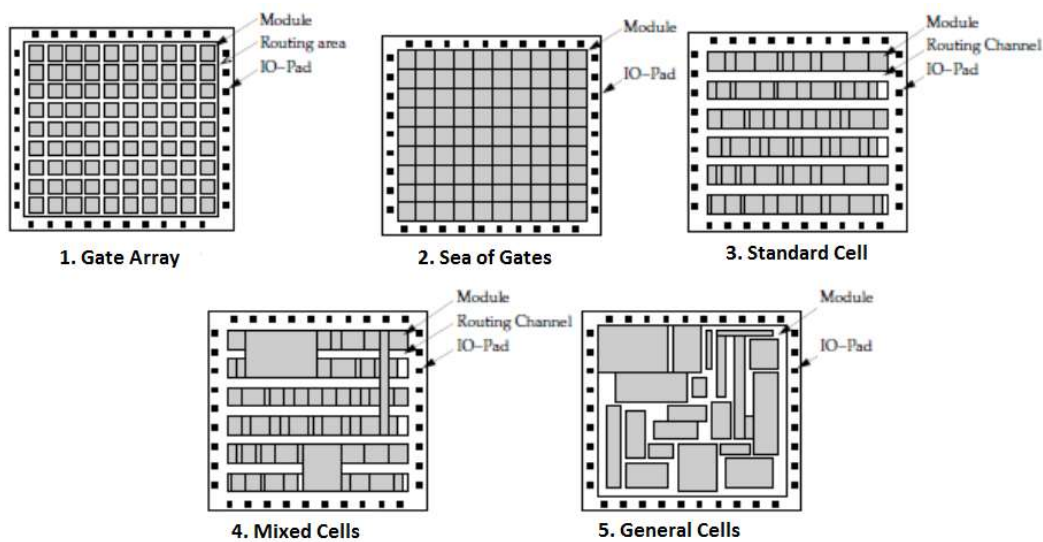 Module
Routing area
IO-Pad
1. Gate Array
Module
IO-Pad
2. Sea of Gates
Module
Routing Channel
IO-Pad
3. Standard Cell
Module
Routing Channel
IO-Pad
4. Mixed Cells
Module
IO-Pad
5. General Cells